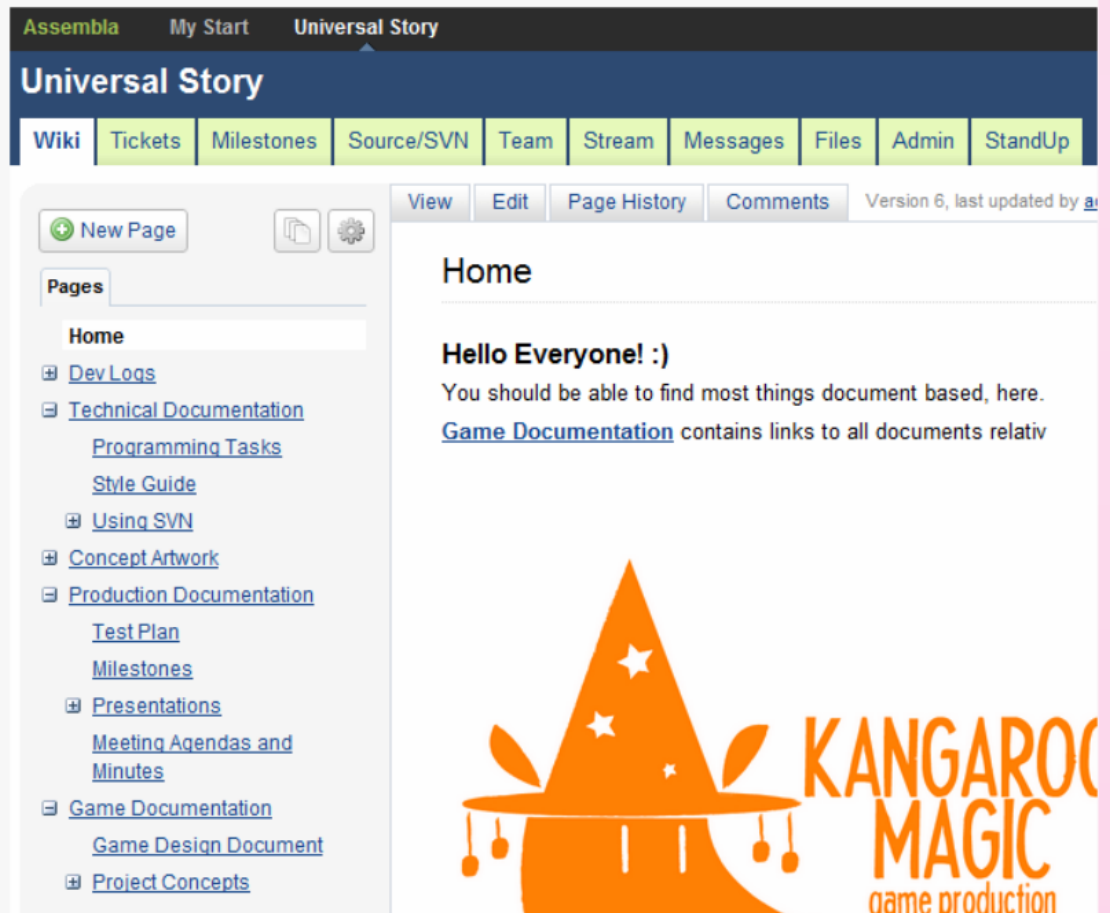 Assembla My Start Universal Story
Universal Story
Wiki Tickets Milestones Source/SVN Team Stream Messages Files Admin StandUp
View Edit Page History Comments Version 6, last updated by
New Page
Pages
Home
Dev Logs
Technical Documentation
Programming Tasks
Style Guide
Using SVN
Concept Artwork
Production Documentation
Test Plan
Milestones
Presentations
Meeting Agendas and
Minutes
Game Documentation
Game Design Document
Project Concepts
Home
Hello Everyone! :)
You should be able to find most things document based, here.
Game Documentation contains links to all documents relativ
KANGAROO
MAGIC
game production